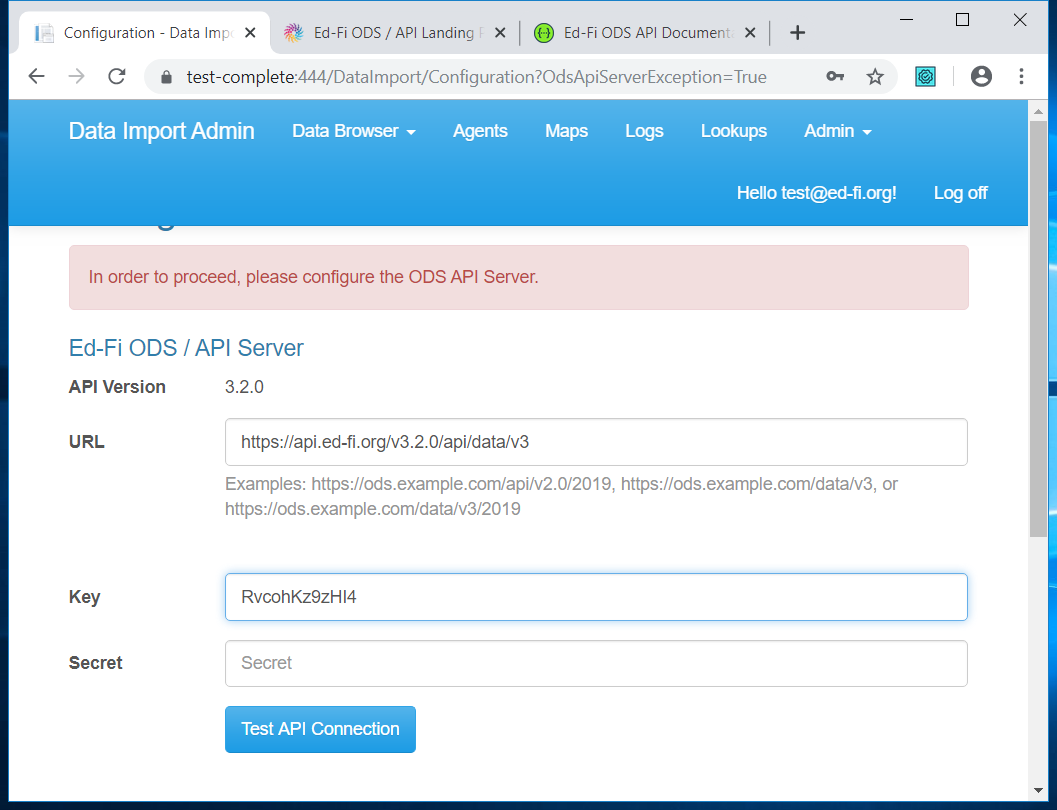 Configuration - Data Imp
Ed-Fi ODS / API Landing
Ed-Fi ODS API Documenta
test-complete:444/DataImport/Configuration?OdsApiServerException=True
Data Import Admin
Data Browser
Agents
Maps
Logs
Lookups
Admin
Hello test@ed-fi.org!
Log off
In order to proceed, please configure the ODS API Server.
Ed-Fi ODS / API Server
API Version 3.2.0
URL https://api.ed-fi.org/v3.2.0/api/data/v3
Examples: https://ods.example.com/api/v2.0/2019, https://ods.example.com/data/v3, or
https://ods.example.com/data/v3/2019
Key RvcohKz9zHI4
Secret Secret
Test API Connection